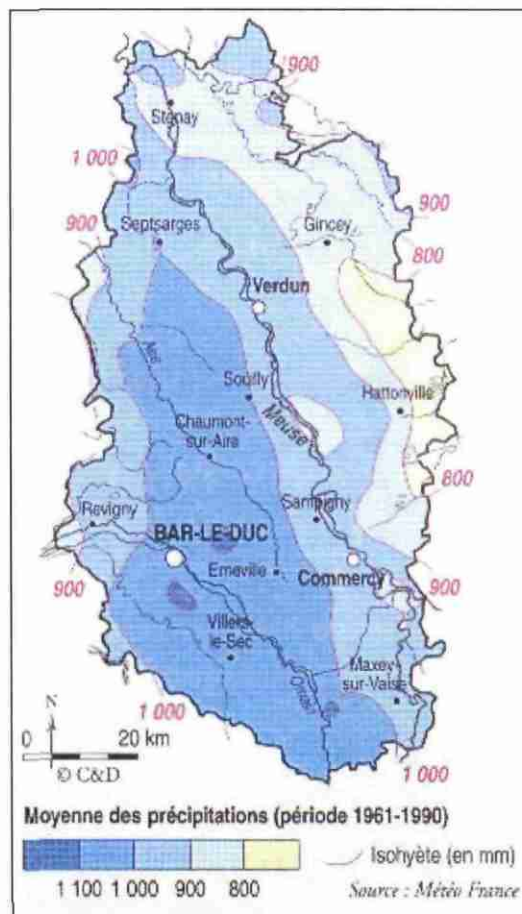 900
Stenay
1 000
900
Septsarges
Gincey
900
800
Verdun
Aire
Souilly
Meuse
Hattonville
Chaumont-
sur-Aire
800
Revigny
Sampigny
BAR-LE-DUC
Erneville
Commercy
900
900
Villers-
le-Sec
Maxey-
sur-Vaise
Ornain
1 000
N
0 20 km
© C&D
1 000
Moyenne des précipitations (période 1961-1990)
1 100 1 000 900 800
Isohyète (en mm)
Source : Météo France